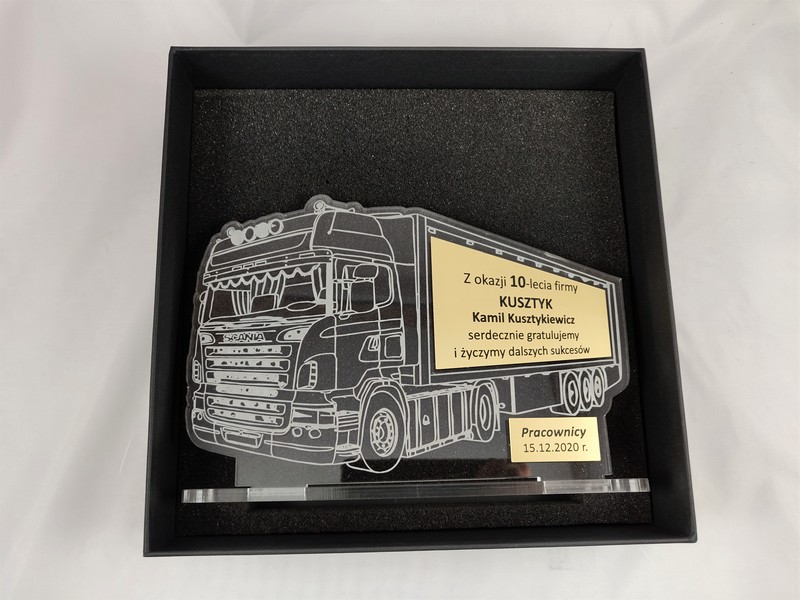 SCANIA
Z okazji 10-lecia firmy
KUSZTYK
Kamil Kusztykiewicz
serdecznie gratulujemy
i życzymy dalszych sukcesów
Pracownicy
15.12.2020 r.